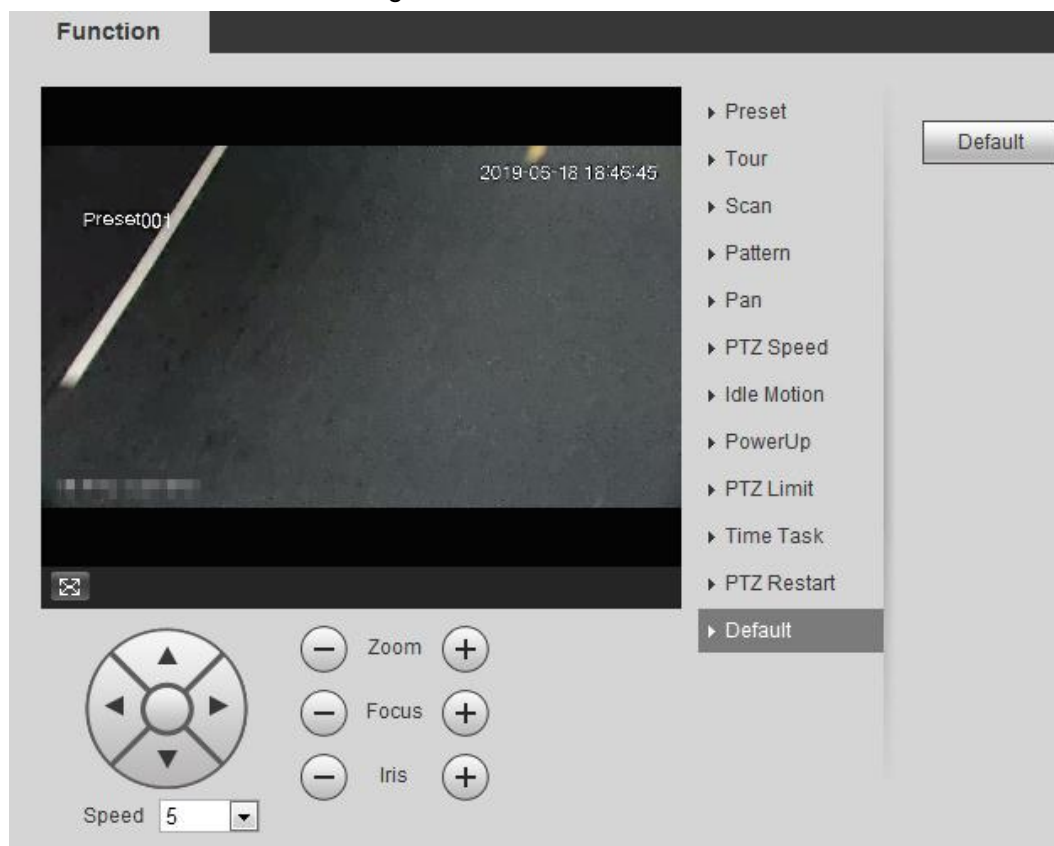 Function
2019-05-18 18:46:45
Preset001
Preset
Tour
Scan
Pattern
Pan
PTZ Speed
Idle Motion
PowerUp
PTZ Limit
Time Task
PTZ Restart
Default
Default
Zoom
Focus
Iris
Speed 5